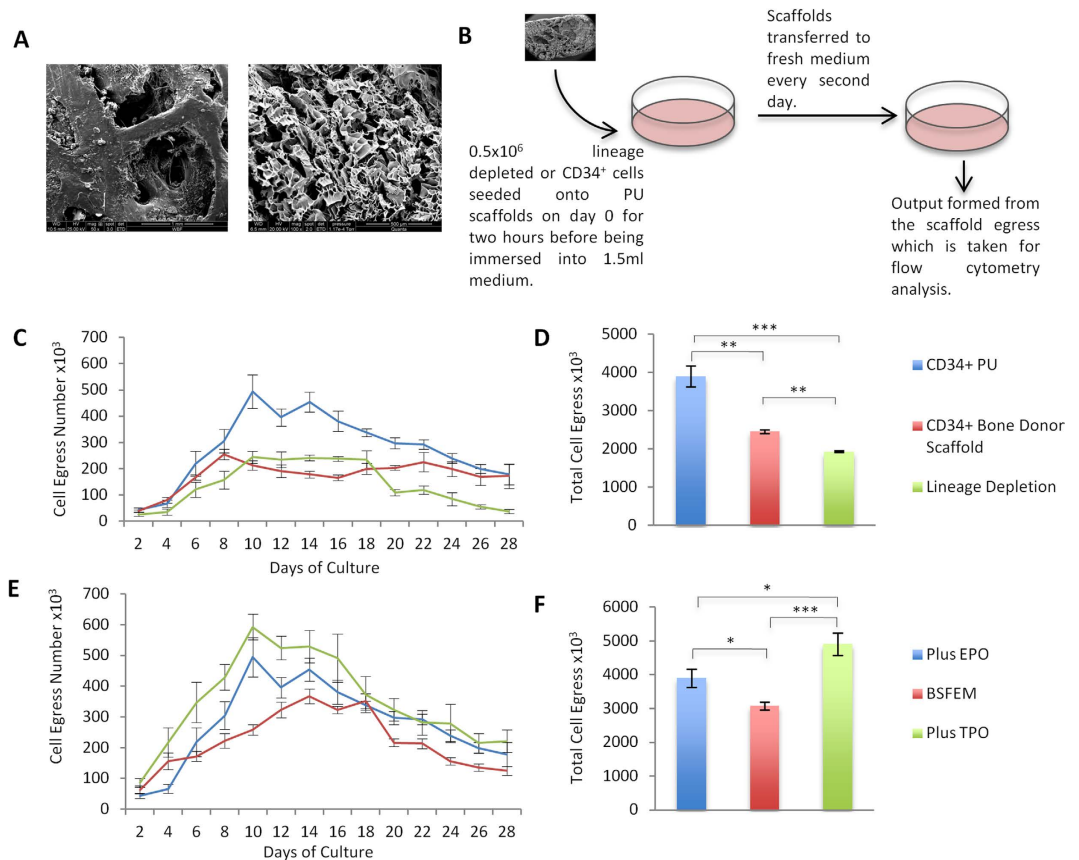 A
B
Scaffolds
transferred to
fresh medium
every second
day.
0.5x10⁶ lineage
depleted or CD34⁺ cells
seeded onto PU
scaffolds on day 0 for
two hours before being
immersed into 1.5ml
medium.
Output formed from
the scaffold egress
which is taken for
flow cytometry
analysis.
C
Cell Egress Number x10³
700
600
500
400
300
200
100
0
2 4 6 8 10 12 14 16 18 20 22 24 26 28
Days of Culture
D
Total Cell Egress x10³
5000
4000
3000
2000
1000
0
***
**
**
CD34+ PU
CD34+ Bone Donor
Scaffold
Lineage Depletion
E
Cell Egress Number x10³
700
600
500
400
300
200
100
0
2 4 6 8 10 12 14 16 18 20 22 24 26 28
Days of Culture
F
Total Cell Egress x10³
6000
5000
4000
3000
2000
1000
0
*
***
*
Plus EPO
BSFEM
Plus TPO